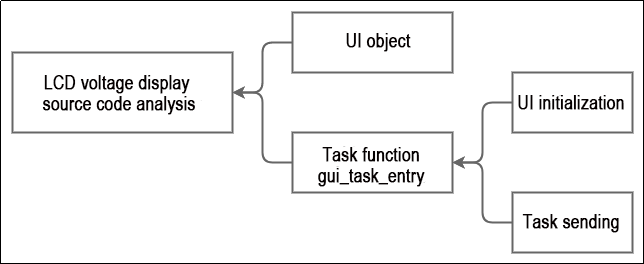 LCD voltage display
source code analysis
UI object
Task function
gui_task_entry
UI initialization
Task sending